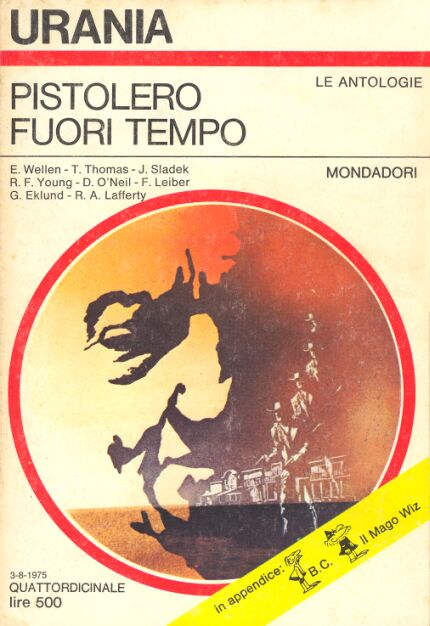 URANIA
LE ANTOLOGIE
PISTOLERO
FUORI TEMPO
E. Wellen - T. Thomas - J. Sladek
R. F. Young - D. O'Neil - F. Leiber
G. Eklund - R. A. Lafferty
MONDADORI
3-8-1975
QUATTORDICINALE
lire 500
in appendice: B.C. Il Mago Wiz